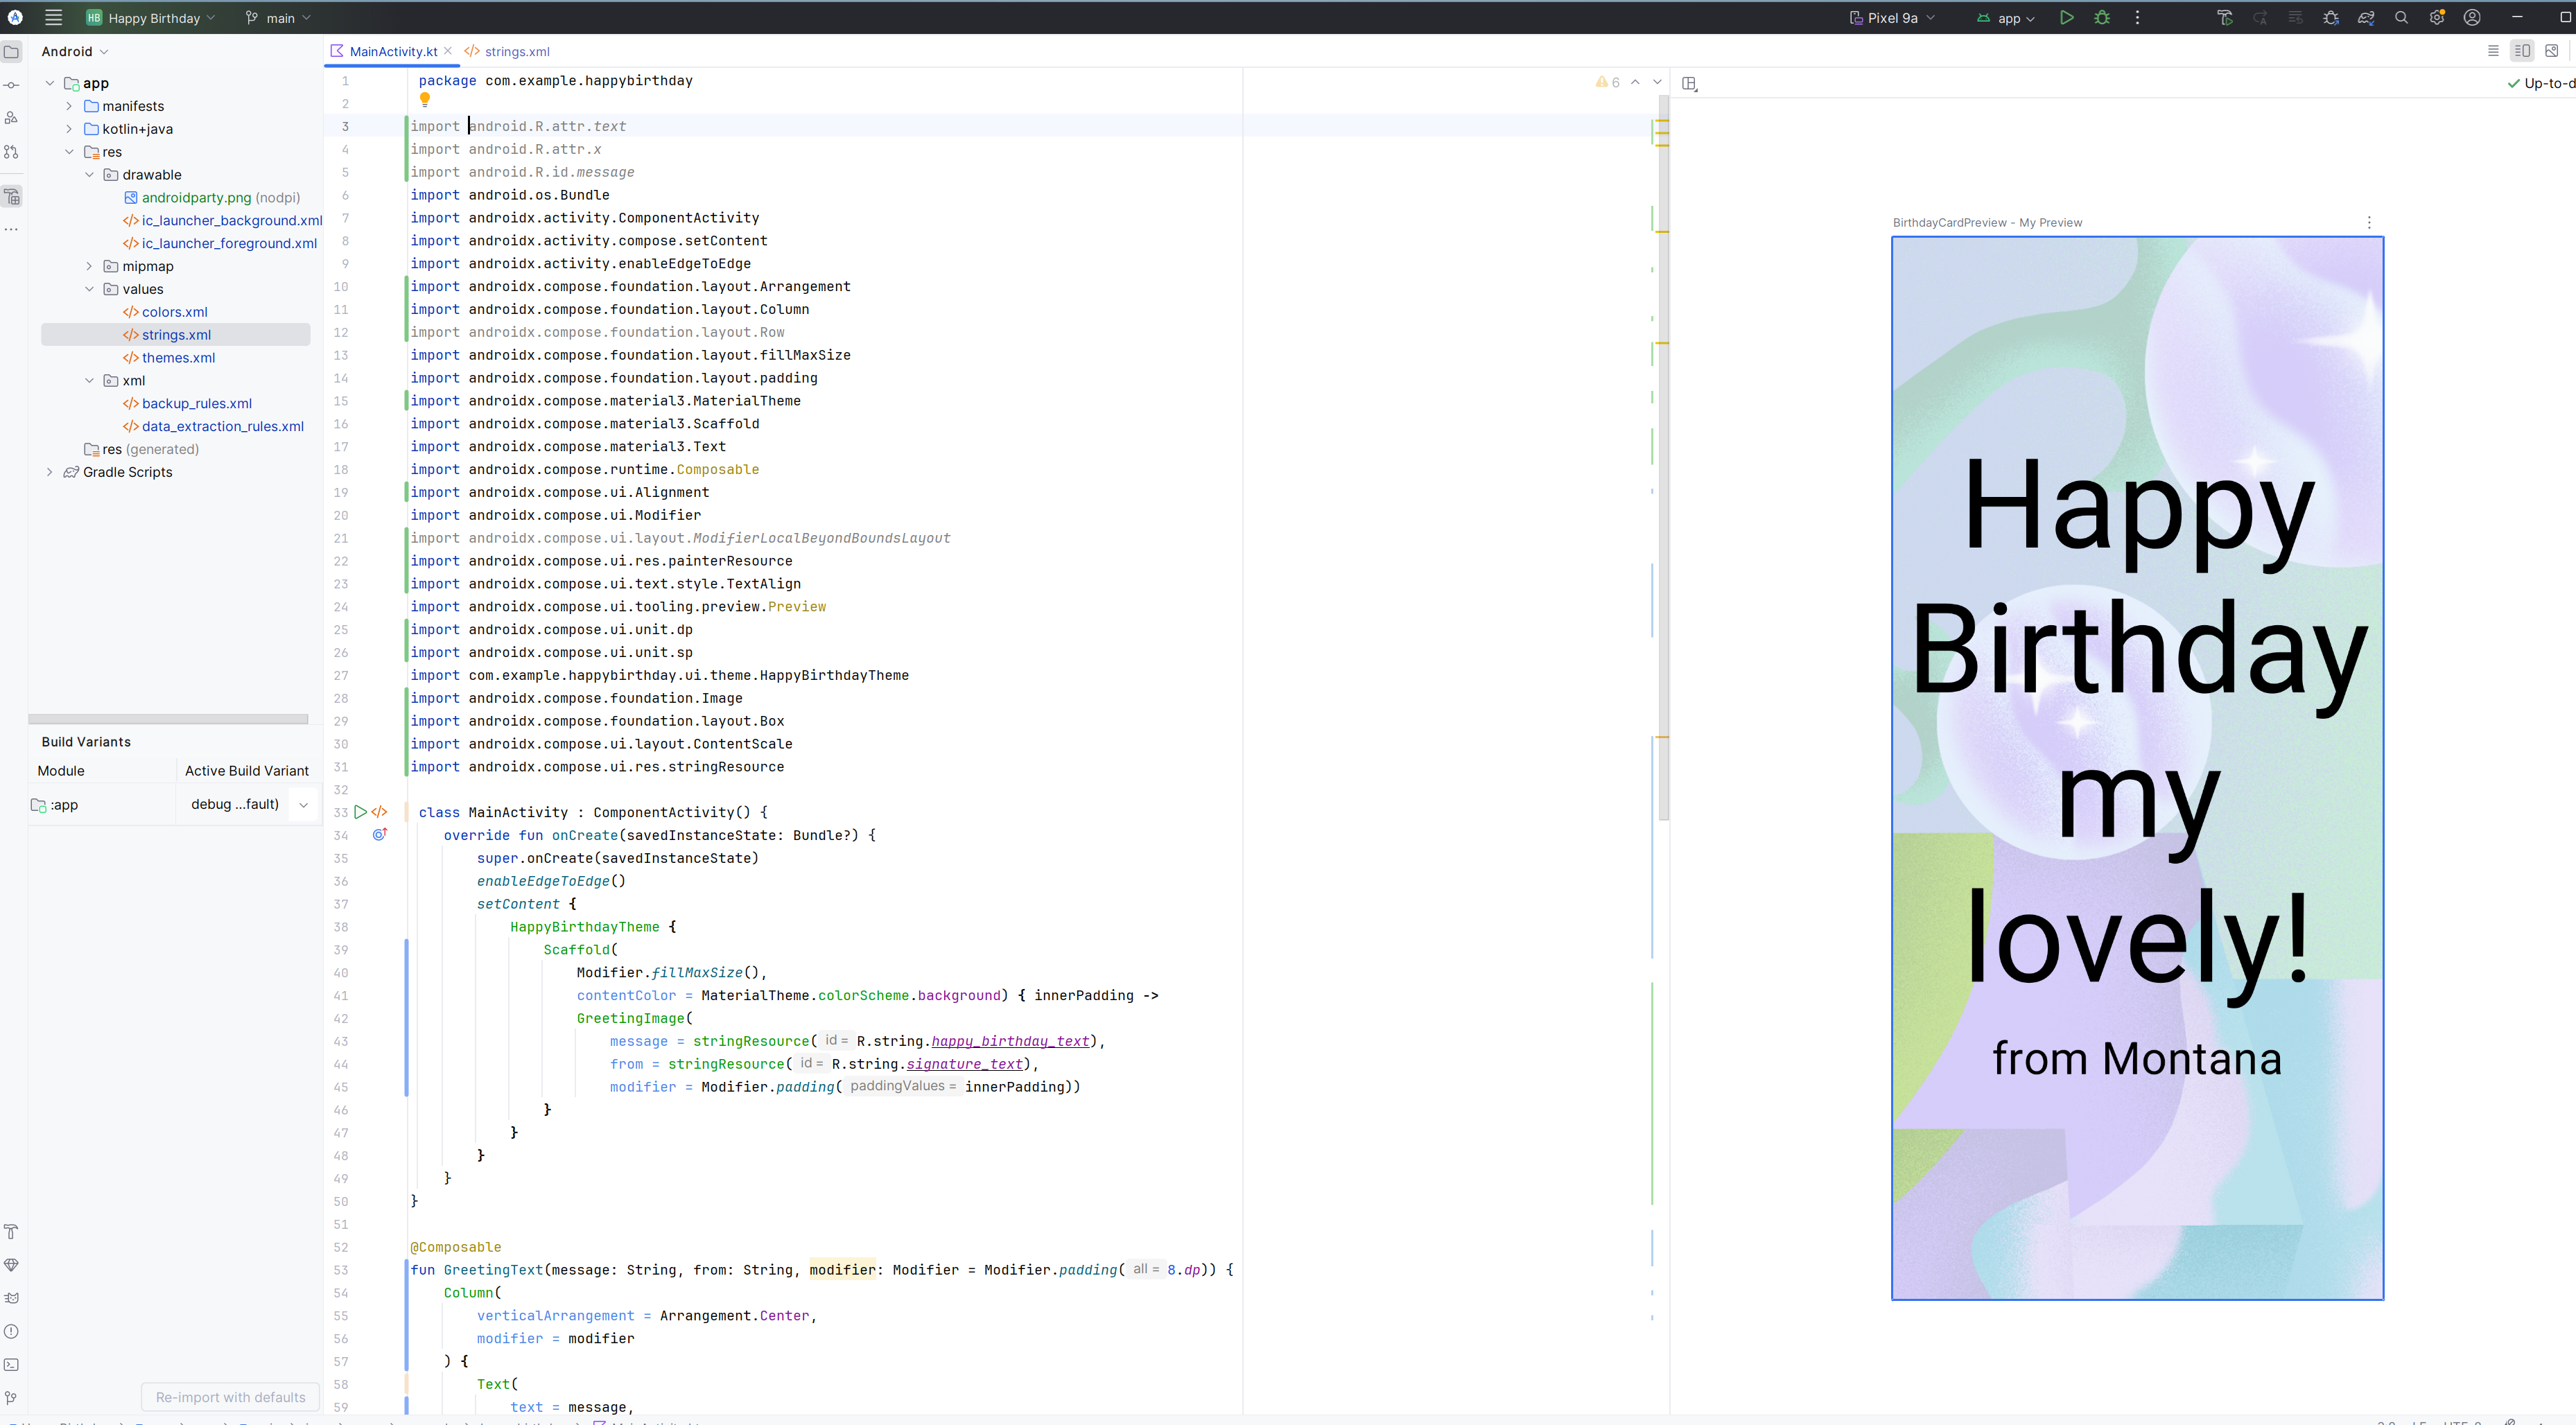 HB Happy Birthday main Pixel 9a app
Android
MainActivity.kt strings.xml
app
manifests
kotlin+java
res
drawable
androidparty.png (nodpi)
ic_launcher_background.xml
ic_launcher_foreground.xml
mipmap
values
colors.xml
strings.xml
themes.xml
xml
backup_rules.xml
data_extraction_rules.xml
res (generated)
Gradle Scripts
Build Variants
Module Active Build Variant
:app debug ...fault)
Re-import with defaults
6
1 package com.example.happybirthday
2
3 import android.R.attr.text
4 import android.R.attr.x
5 import android.R.id.message
6 import android.os.Bundle
7 import androidx.activity.ComponentActivity
8 import androidx.activity.compose.setContent
9 import androidx.activity.enableEdgeToEdge
10 import androidx.compose.foundation.layout.Arrangement
11 import androidx.compose.foundation.layout.Column
12 import androidx.compose.foundation.layout.Row
13 import androidx.compose.foundation.layout.fillMaxSize
14 import androidx.compose.foundation.layout.padding
15 import androidx.compose.material3.MaterialTheme
16 import androidx.compose.material3.Scaffold
17 import androidx.compose.material3.Text
18 import androidx.compose.runtime.Composable
19 import androidx.compose.ui.Alignment
20 import androidx.compose.ui.Modifier
21 import androidx.compose.ui.layout.ModifierLocalBeyondBoundsLayout
22 import androidx.compose.ui.res.painterResource
23 import androidx.compose.ui.text.style.TextAlign
24 import androidx.compose.ui.tooling.preview.Preview
25 import androidx.compose.ui.unit.dp
26 import androidx.compose.ui.unit.sp
27 import com.example.happybirthday.ui.theme.HappyBirthdayTheme
28 import androidx.compose.foundation.Image
29 import androidx.compose.foundation.layout.Box
30 import androidx.compose.ui.layout.ContentScale
31 import androidx.compose.ui.res.stringResource
32
33 class MainActivity : ComponentActivity() {
34 override fun onCreate(savedInstanceState: Bundle?) {
35 super.onCreate(savedInstanceState)
36 enableEdgeToEdge()
37 setContent {
38 HappyBirthdayTheme {
39 Scaffold(
40 Modifier.fillMaxSize(),
41 contentColor = MaterialTheme.colorScheme.background) { innerPadding ->
42 GreetingImage(
43 message = stringResource( id = R.string.happy_birthday_text),
44 from = stringResource( id = R.string.signature_text),
45 modifier = Modifier.padding( paddingValues = innerPadding))
46 }
47 }
48 }
49 }
50 }
51
52 @Composable
53 fun GreetingText(message: String, from: String, modifier: Modifier = Modifier.padding( all = 8.dp)) {
54 Column(
55 verticalArrangement = Arrangement.Center,
56 modifier = modifier
57 ) {
58 Text(
59 text = message,
Up-to-d
BirthdayCardPreview - My Preview
Happy
Birthday
my
lovely!
from Montana